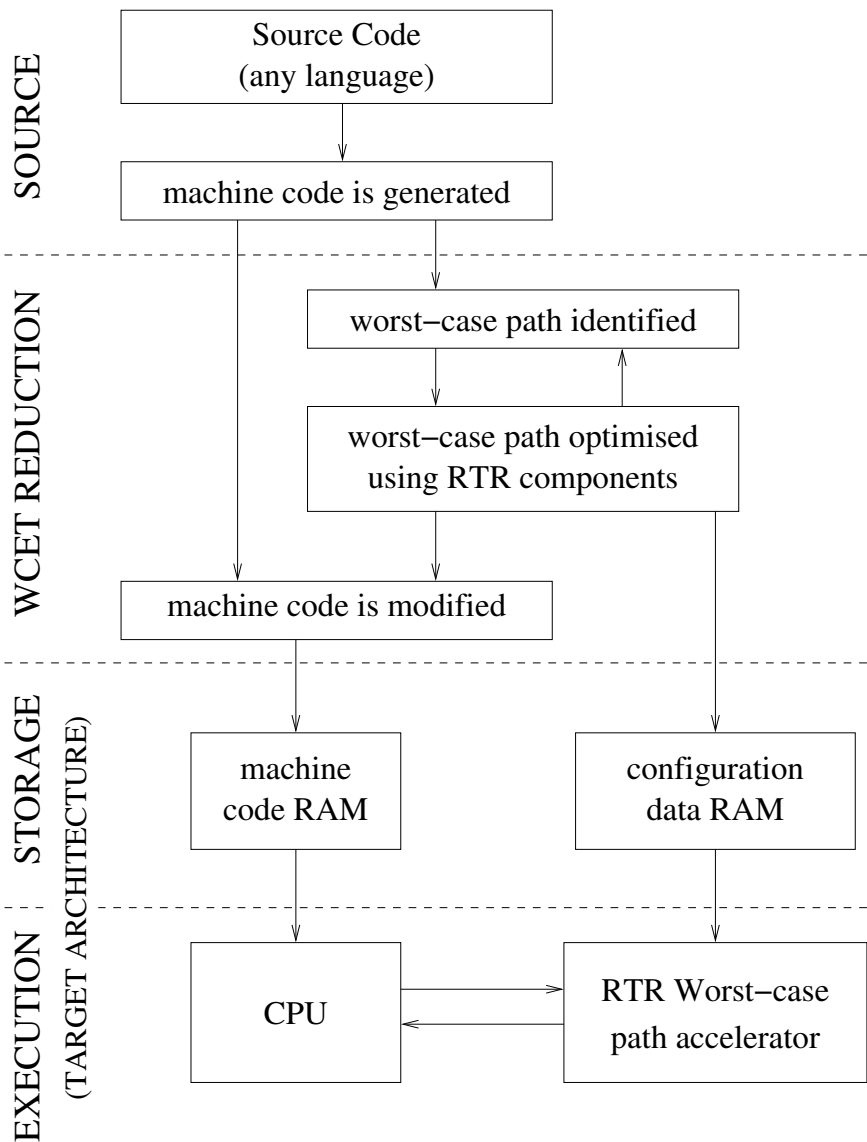 SOURCE
Source Code
(any language)
machine code is generated
WCET REDUCTION
worst−case path identified
worst−case path optimised
using RTR components
machine code is modified
STORAGE
(TARGET ARCHITECTURE)
machine
code RAM
configuration
data RAM
EXECUTION
CPU
RTR Worst−case
path accelerator